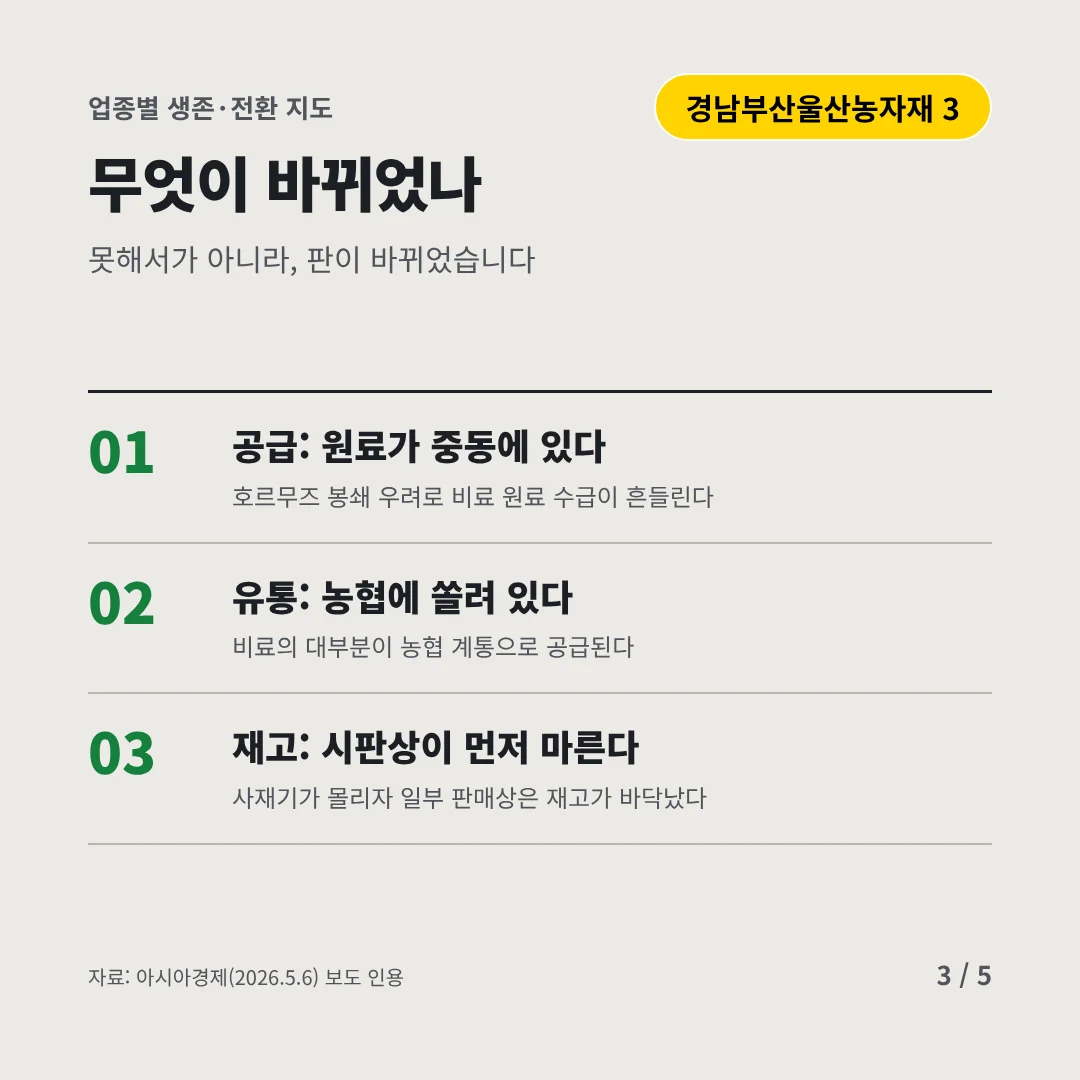 업종별 생존·전환 지도
경남부산울산농자재 3
무엇이 바뀌었나
못해서가 아니라, 판이 바뀌었습니다
01
공급: 원료가 중동에 있다
호르무즈 봉쇄 우려로 비료 원료 수급이 흔들린다
02
유통: 농협에 쏠려 있다
비료의 대부분이 농협 계통으로 공급된다
03
재고: 시판상이 먼저 마른다
사재기가 몰리자 일부 판매상은 재고가 바닥났다
자료: 아시아경제(2026.5.6) 보도 인용
3 / 5